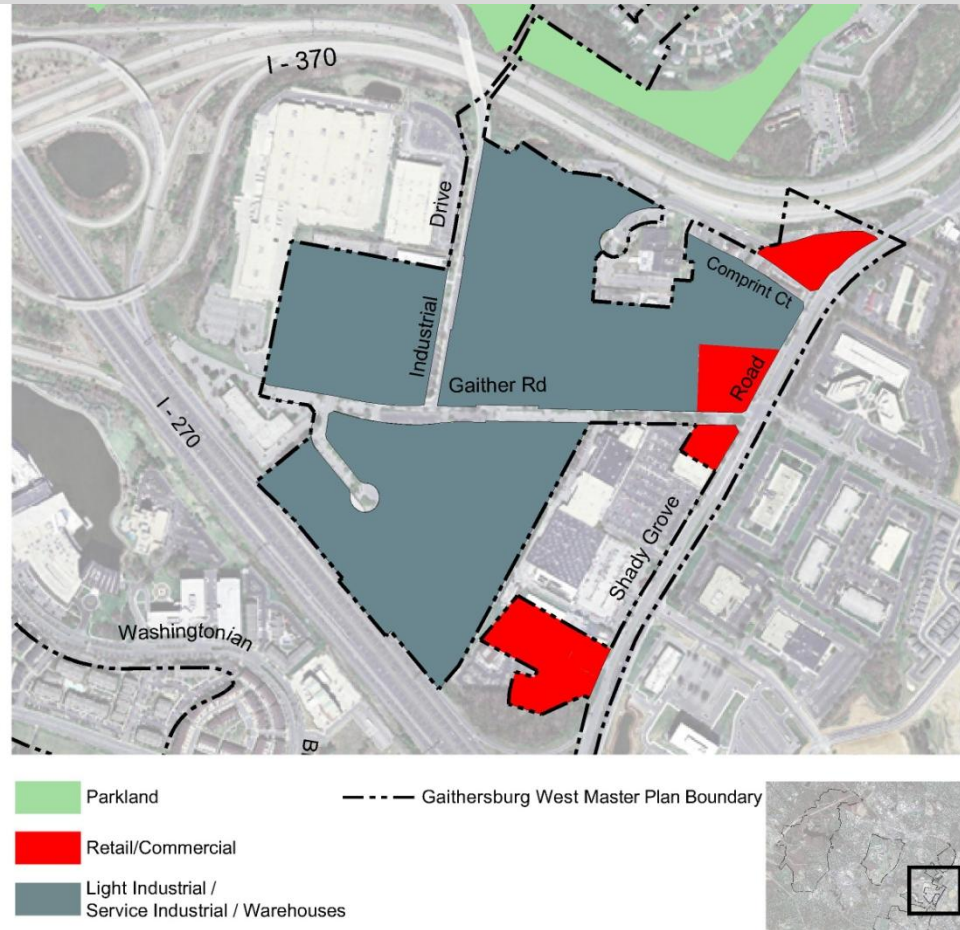 I - 370
Drive
Comprint Ct
Industrial
Gaither Rd
Road
I - 270
Shady Grove
Washingtonian
Parkland
Gaithersburg West Master Plan Boundary
Retail/Commercial
Light Industrial /
Service Industrial / Warehouses